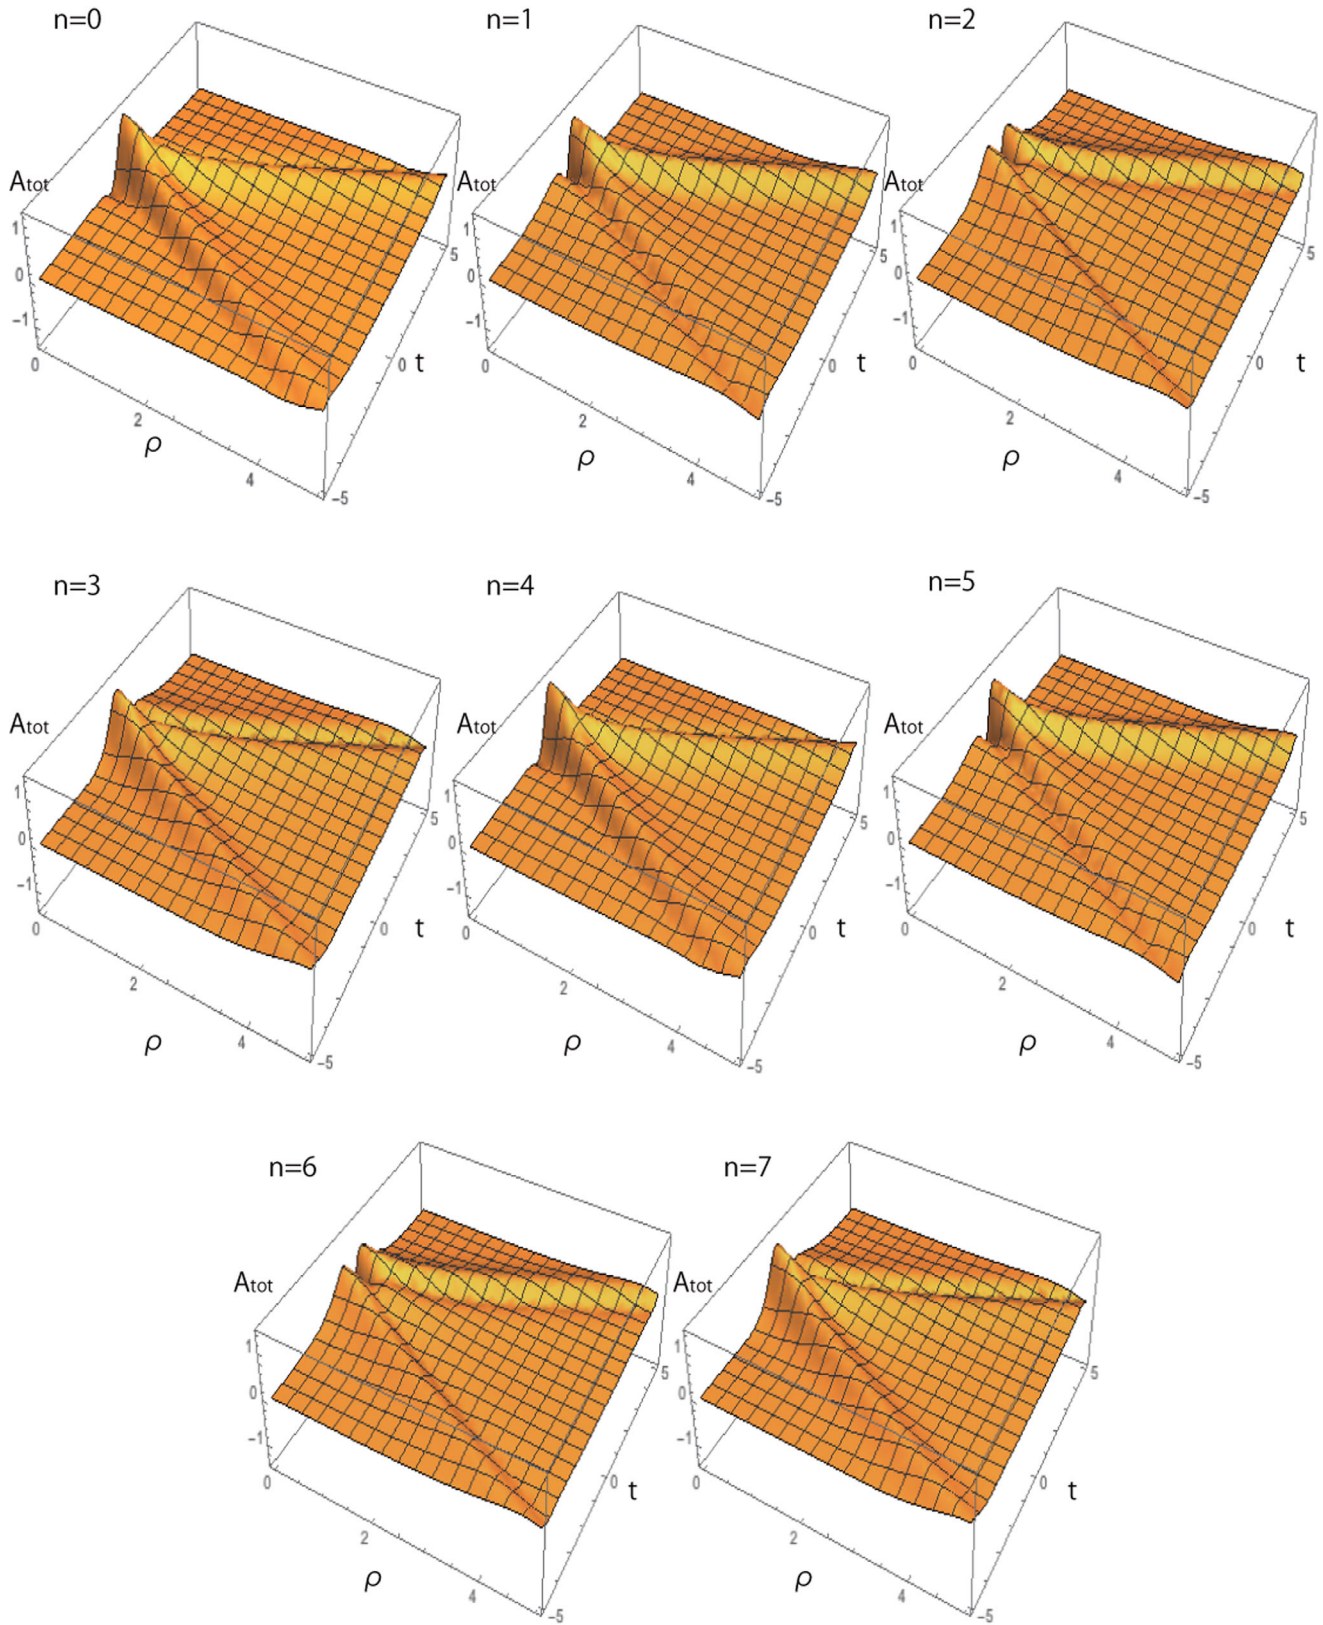 n=0 n=1 n=2
Atot Atot Atot
1 1 1
0 0 0
-1 -1 -1
5 5 5
0 t 0 t 0 t
0 0 0
2 2 2
ρ ρ ρ
4 4 4
-5 -5 -5
n=3 n=4 n=5
Atot Atot Atot
1 1 1
0 0 0
-1 -1 -1
5 5 5
0 t 0 t 0 t
0 0 0
2 2 2
ρ ρ ρ
4 4 4
-5 -5 -5
n=6 n=7
Atot Atot
1 1
0 0
-1 -1
5 5
0 t 0 t
0 0
2 2
ρ ρ
4 4
-5 -5